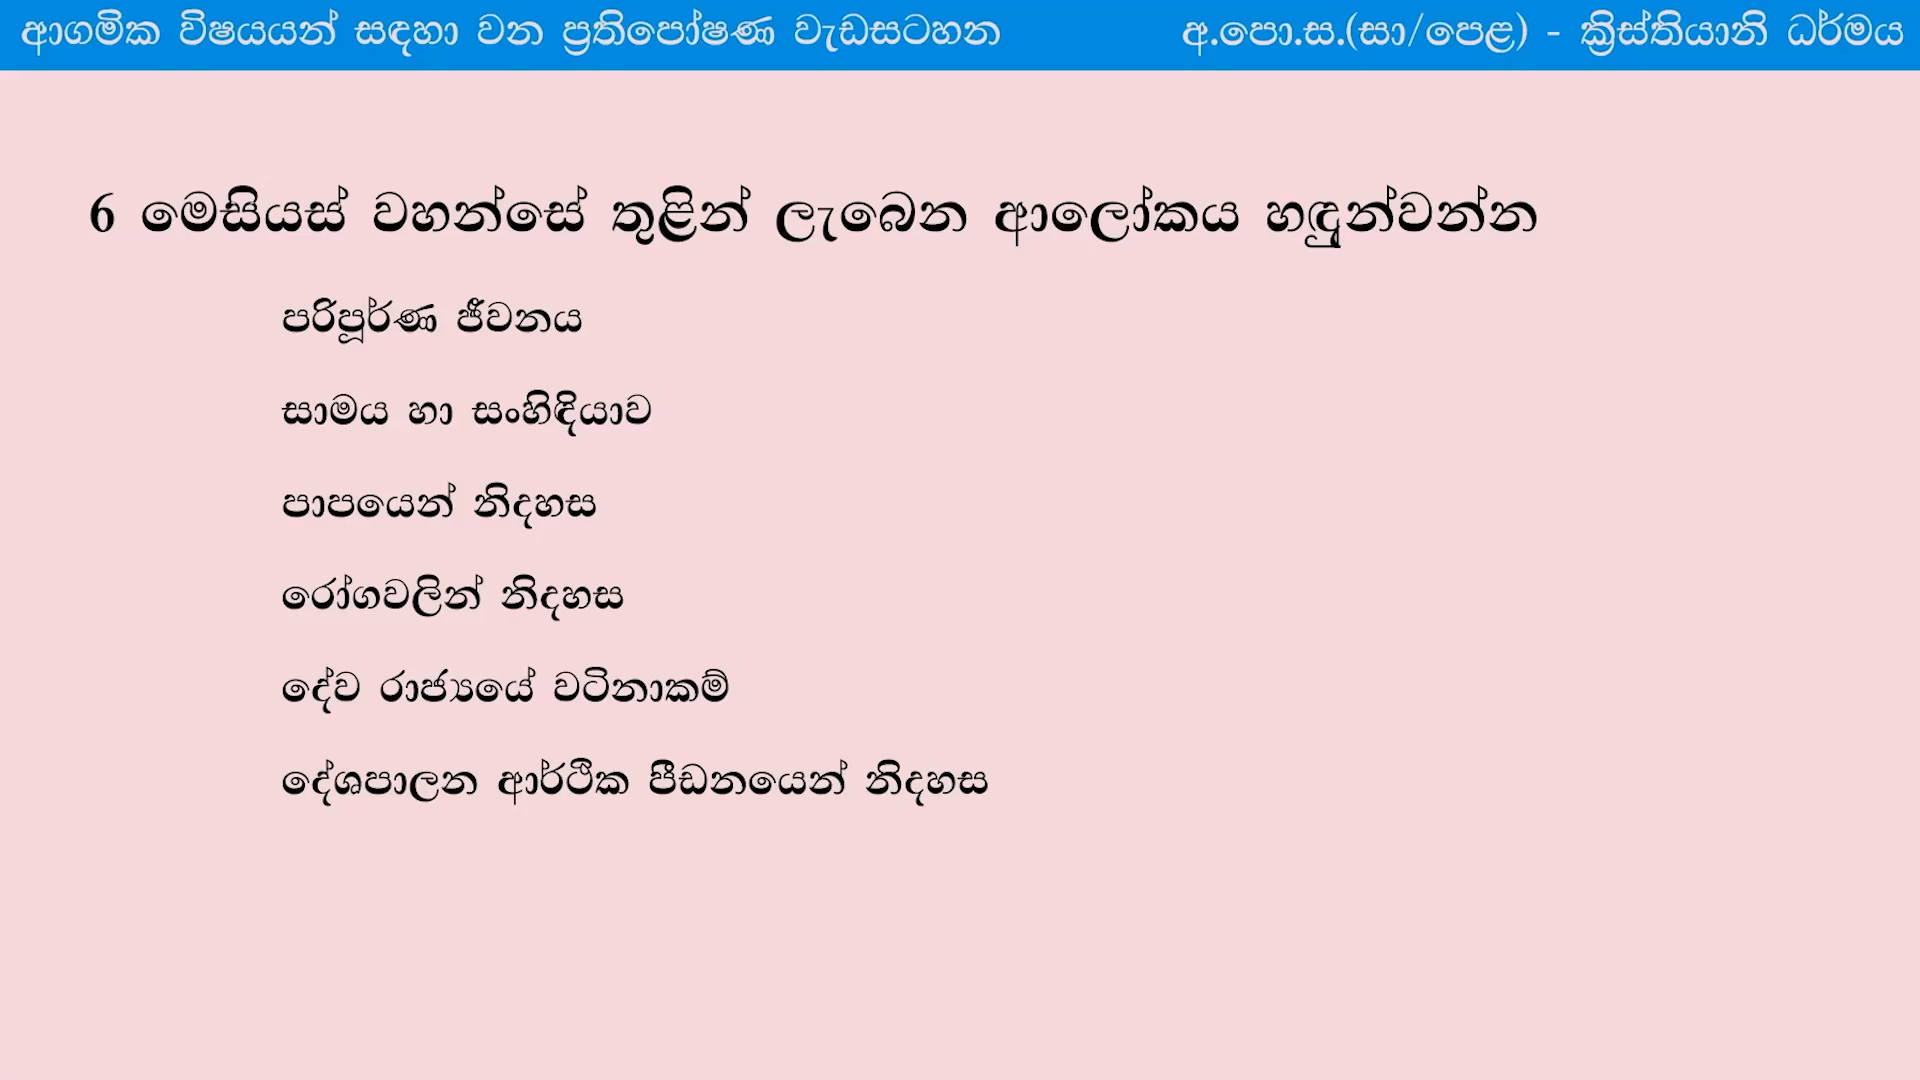 ආගමික විෂයයන් සඳහා වන ප්‍රතිපෝෂණ වැඩසටහන අ.පො.ස.(සා/පෙළ) - ක්‍රිස්තියානි ධර්මය
6 මෙසියස් වහන්සේ තුළින් ලැබෙන ආලෝකය හඳුන්වන්න
පරිපූර්ණ ජීවනය
සාමය හා සංහිඳියාව
පාපයෙන් නිදහස
රෝගවලින් නිදහස
දේව රාජ්‍යයේ වටිනාකම්
දේශපාලන ආර්ථික පීඩනයෙන් නිදහස